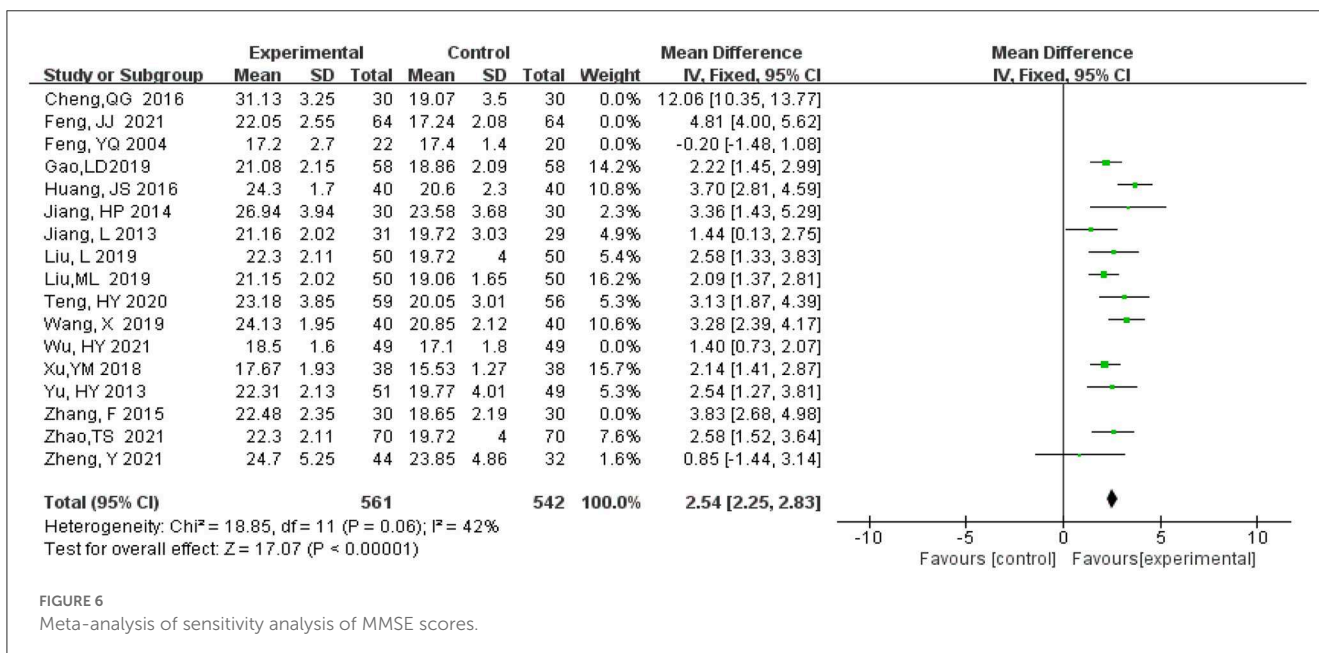 Experimental Control Mean Difference Mean Difference
Study or Subgroup Mean SD Total Mean SD Total Weight IV, Fixed, 95% CI IV, Fixed, 95% CI
Cheng,QG 2016 31.13 3.25 30 19.07 3.5 30 0.0% 12.06 [10.35, 13.77]
Feng, JJ 2021 22.05 2.55 64 17.24 2.08 64 0.0% 4.81 [4.00, 5.62]
Feng, YQ 2004 17.2 2.7 22 17.4 1.4 20 0.0% -0.20 [-1.48, 1.08]
Gao,LD2019 21.08 2.15 58 18.86 2.09 58 14.2% 2.22 [1.45, 2.99]
Huang, JS 2016 24.3 1.7 40 20.6 2.3 40 10.8% 3.70 [2.81, 4.59]
Jiang, HP 2014 26.94 3.94 30 23.58 3.68 30 2.3% 3.36 [1.43, 5.29]
Jiang, L 2013 21.16 2.02 31 19.72 3.03 29 4.9% 1.44 [0.13, 2.75]
Liu, L 2019 22.3 2.11 50 19.72 4 50 5.4% 2.58 [1.33, 3.83]
Liu,ML 2019 21.15 2.02 50 19.06 1.65 50 16.2% 2.09 [1.37, 2.81]
Teng, HY 2020 23.18 3.85 59 20.05 3.01 56 5.3% 3.13 [1.87, 4.39]
Wang, X 2019 24.13 1.95 40 20.85 2.12 40 10.6% 3.28 [2.39, 4.17]
Wu, HY 2021 18.5 1.6 49 17.1 1.8 49 0.0% 1.40 [0.73, 2.07]
Xu,YM 2018 17.67 1.93 38 15.53 1.27 38 15.7% 2.14 [1.41, 2.87]
Yu, HY 2013 22.31 2.13 51 19.77 4.01 49 5.3% 2.54 [1.27, 3.81]
Zhang, F 2015 22.48 2.35 30 18.65 2.19 30 0.0% 3.83 [2.68, 4.98]
Zhao,TS 2021 22.3 2.11 70 19.72 4 70 7.6% 2.58 [1.52, 3.64]
Zheng, Y 2021 24.7 5.25 44 23.85 4.86 32 1.6% 0.85 [-1.44, 3.14]
Total (95% CI) 561 542 100.0% 2.54 [2.25, 2.83]
Heterogeneity: Chi² = 18.85, df = 11 (P = 0.06); I² = 42%
Test for overall effect: Z = 17.07 (P < 0.00001)
-10 -5 0 5 10
Favours [control] Favours[experimental]
FIGURE 6
Meta-analysis of sensitivity analysis of MMSE scores.